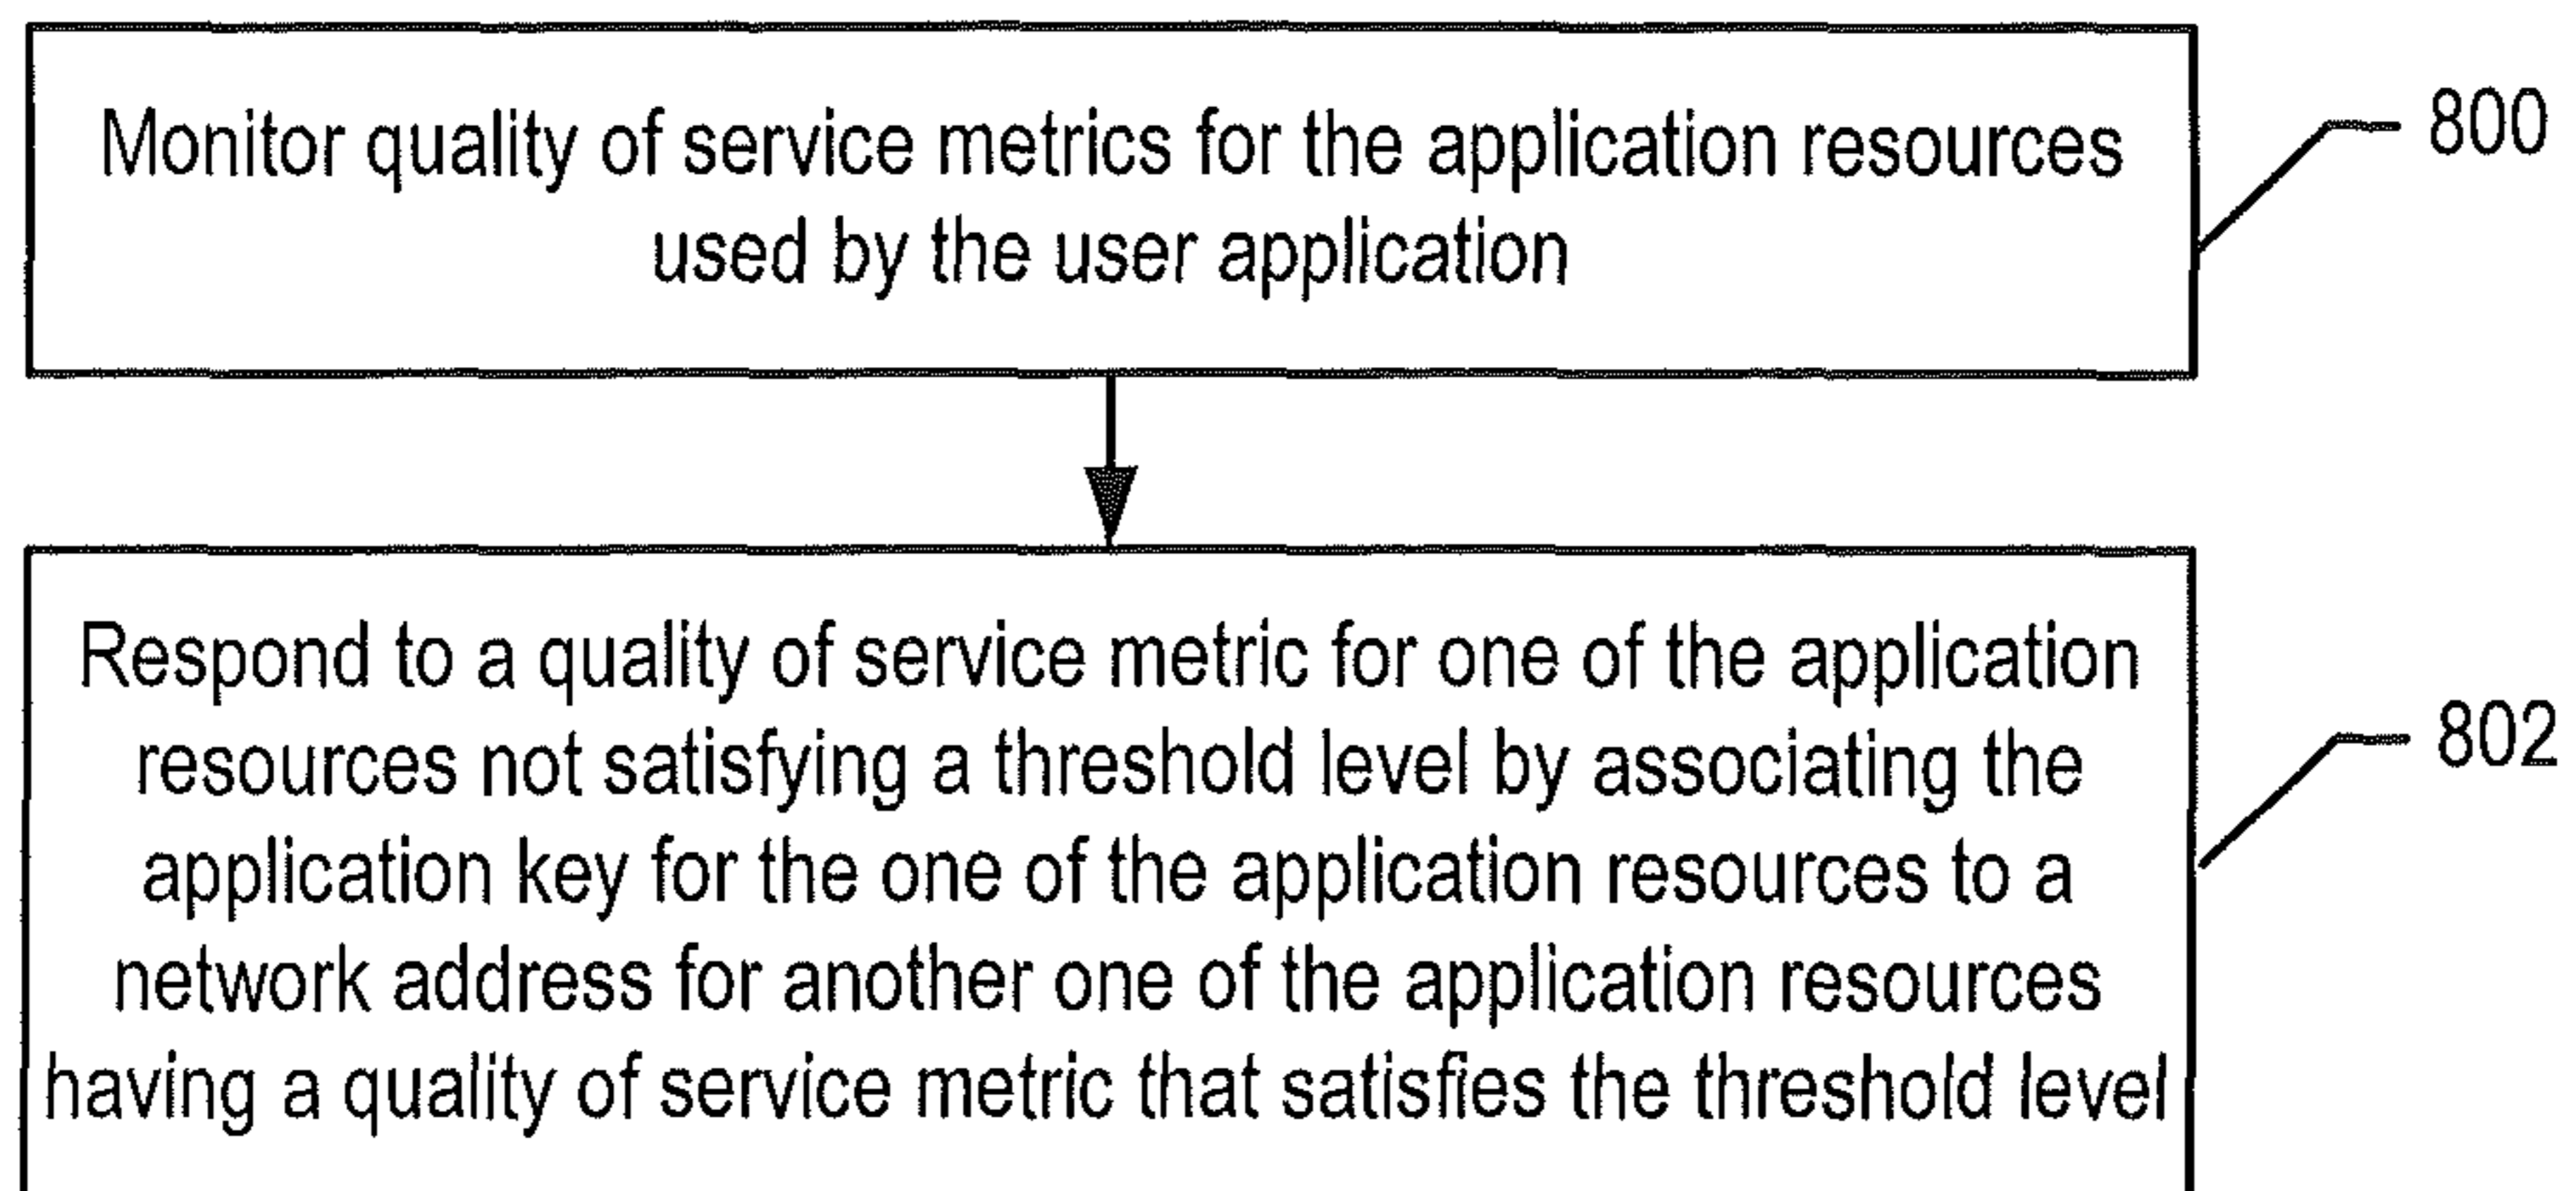 Monitor quality of service metrics for the application resources
used by the user application
800
Respond to a quality of service metric for one of the application
resources not satisfying a threshold level by associating the
application key for the one of the application resources to a
network address for another one of the application resources
having a quality of service metric that satisfies the threshold level
802